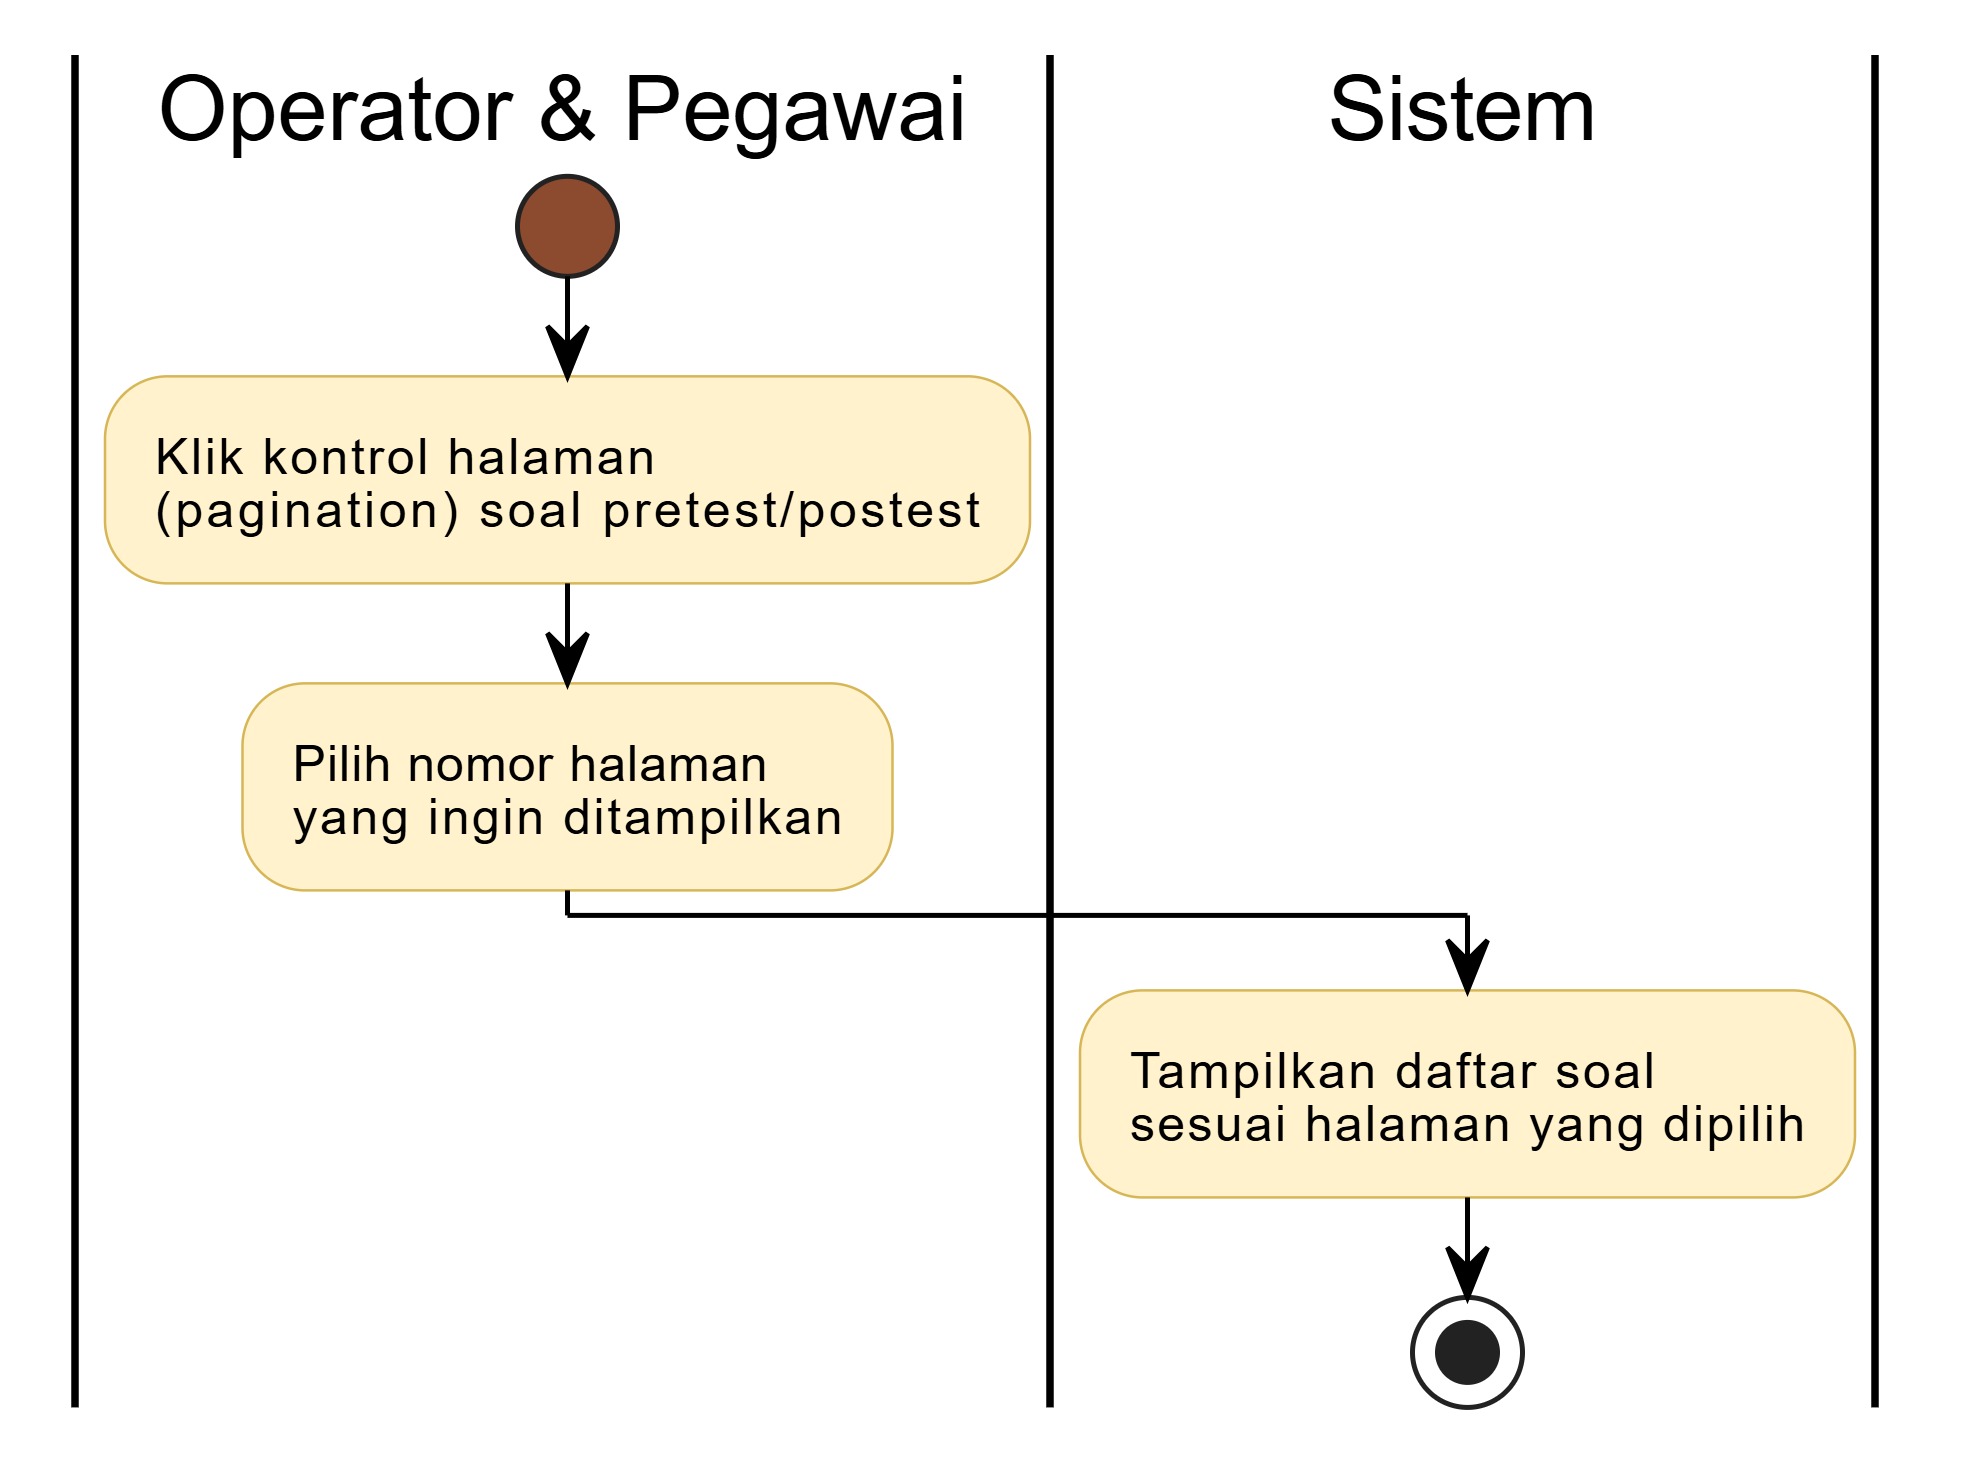 Operator & Pegawai
Sistem
Klik kontrol halaman
(pagination) soal pretest/postest
Pilih nomor halaman
yang ingin ditampilkan
Tampilkan daftar soal
sesuai halaman yang dipilih